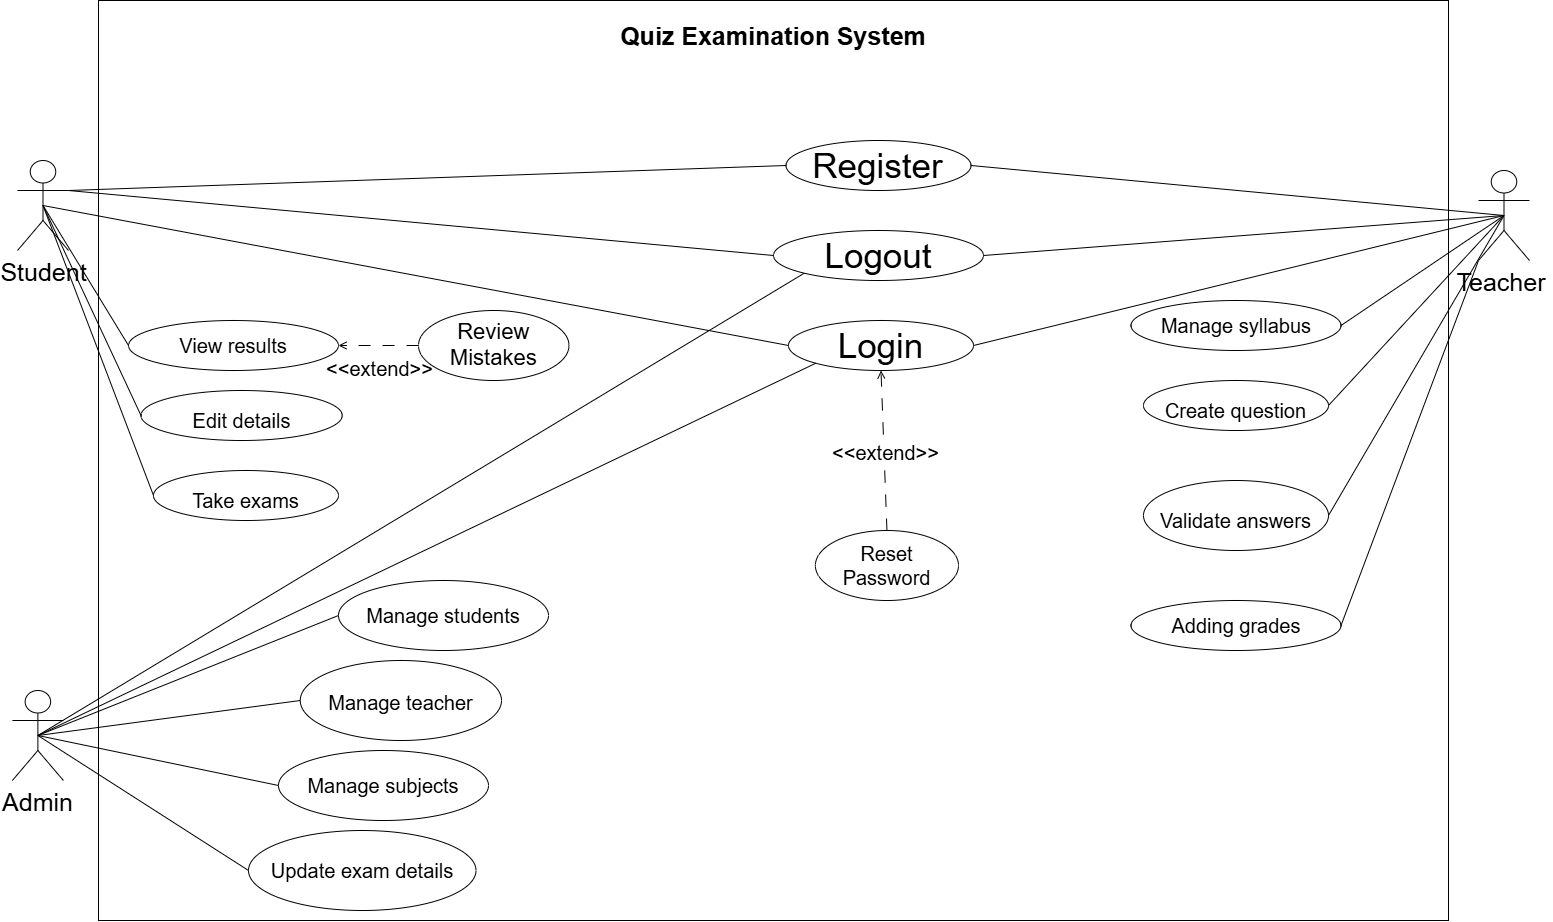 Quiz Examination System
Register
Logout
Student
Teacher
Manage syllabus
View results
Review
Mistakes
<<extend>>
Login
Create question
Edit details
<<extend>>
Take exams
Validate answers
Reset
Password
Manage students
Adding grades
Manage teacher
Manage subjects
Admin
Update exam details